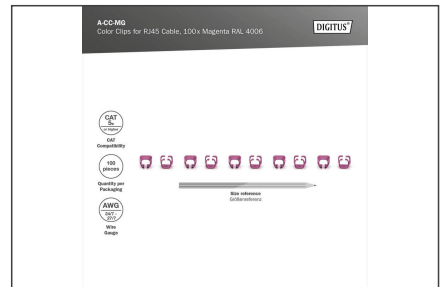 A-CC-MG
Color Clips for RJ45 Cable, 100x Magenta RAL 4006
DIGITUS®
CAT
5e
or higher
CAT
Compatibility
100
pieces
Quantity per
Packaging
AWG
24/7 -
27/7
Wire
Gauge
Size reference
Größenreferenz